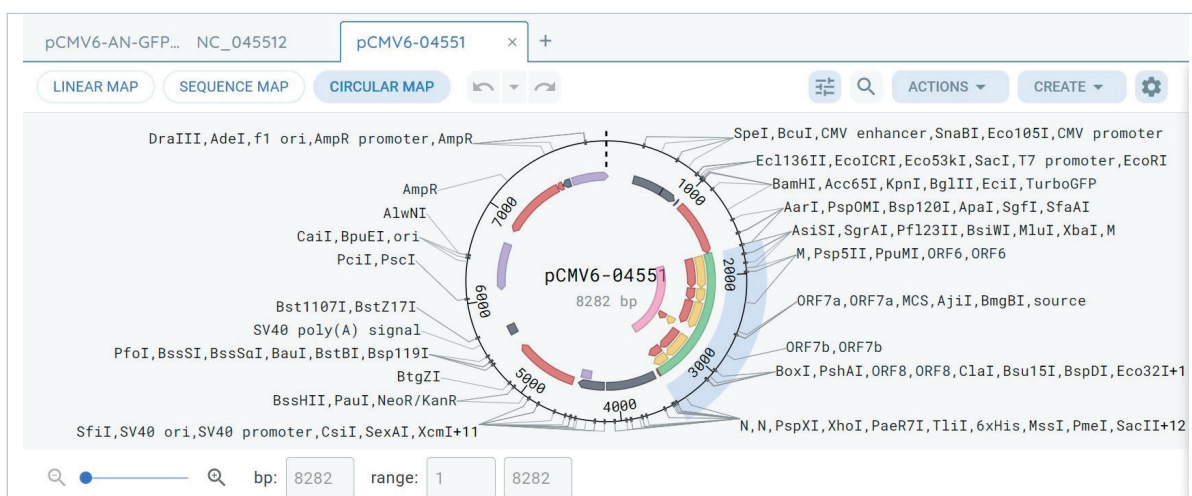 pCMV6-AN-GFP... NC_045512 pCMV6-04551 × +
LINEAR MAP SEQUENCE MAP CIRCULAR MAP ACTIONS CREATE
DraIII,AdeI,f1 ori,AmpR promoter,AmpR
AmpR
AlwNI
CaiI,BpuEI,ori
PciI,PscI
Bst1107I,BstZ17I
SV40 poly(A) signal
PfoI,BssSI,BssSαI,BauI,BstBI,Bsp119I
BtgZI
BssHII,PauI,NeoR/KanR
SfiI,SV40 ori,SV40 promoter,CsiI,SexAI,XcmI+11
SpeI,BcuI,CMV enhancer,SnaBI,Eco105I,CMV promoter
Ecl136II,EcoICRI,Eco53kI,SacI,T7 promoter,EcoRI
BamHI,Acc65I,KpnI,BglII,EciI,TurboGFP
AarI,PspOMI,Bsp120I,ApaI,SgfI,SfaAI
AsiSI,SgrAI,Pfl23II,BsiWI,MluI,XbaI,M
M,Psp5II,PpuMI,ORF6,ORF6
ORF7a,ORF7a,MCS,AjiI,BmgBI,source
ORF7b,ORF7b
BoxI,PshAI,ORF8,ORF8,ClaI,Bsu15I,BspDI,Eco32I+1
N,N,PspXI,XhoI,PaeR7I,TliI,6xHis,MssI,PmeI,SacII+12
1000
2000
3000
4000
5000
6000
7000
pCMV6-04551
8282 bp
bp: 8282 range: 1 8282